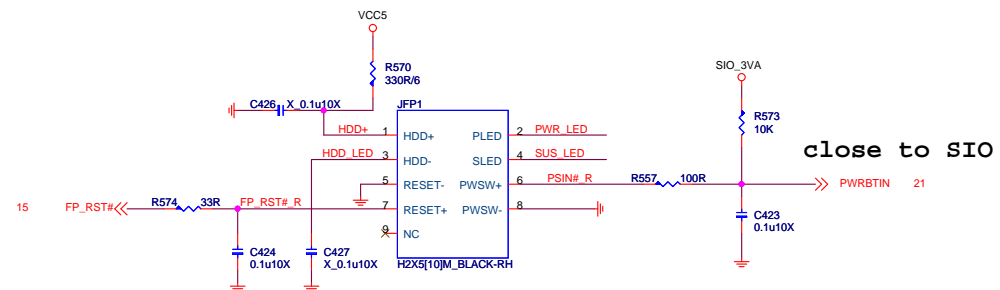 VCC5
R570
330R/6
SIO_3VA
C426
X_0.1u10X
JFP1
R573
10K
close to SIO
HDD+
1
HDD+
PLED
2
PWR_LED
HDD_LED
3
HDD-
SLED
4
SUS_LED
5
RESET-
PWSW+
6
PSIN#_R
R557
100R
PWRBTIN
21
15
FP_RST#
R574
33R
FP_RST#_R
7
RESET+
PWSW-
8
9
NC
C423
0.1u10X
C424
0.1u10X
C427
X_0.1u10X
H2X5[10]M_BLACK-RH